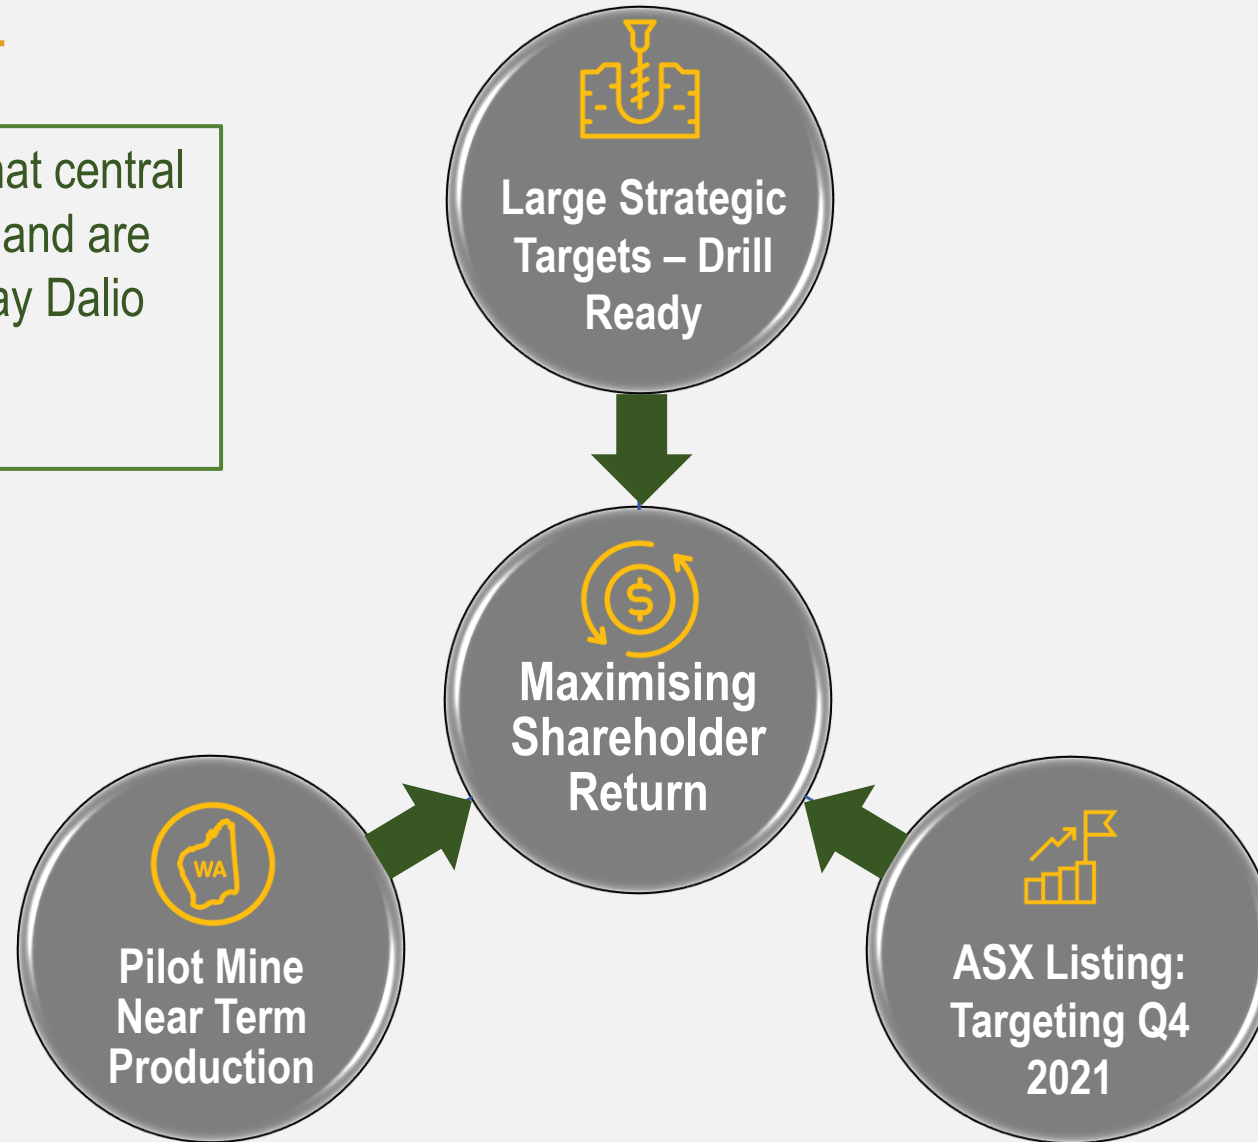 hat central
and are
ay Dalio
Large Strategic
Targets – Drill
Ready
Maximising
Shareholder
Return
WA
Pilot Mine
Near Term
Production
ASX Listing:
Targeting Q4
2021